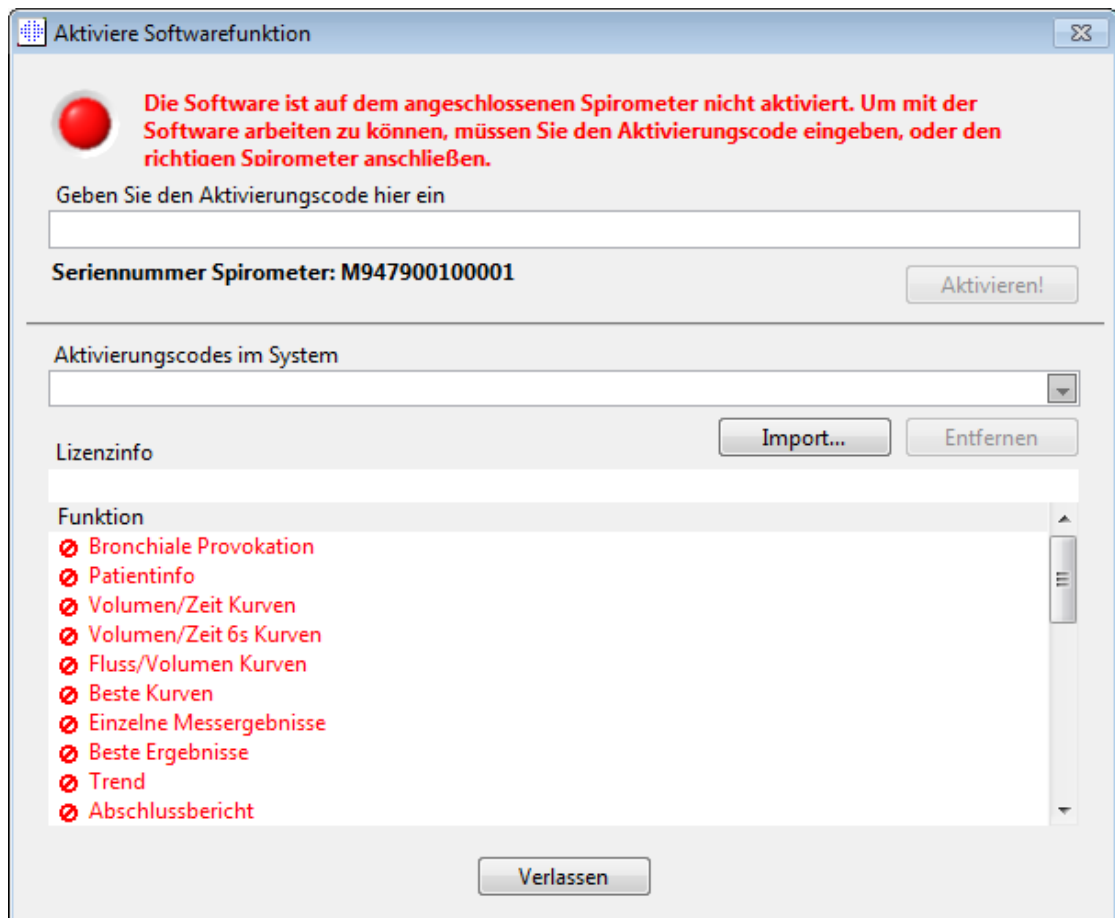 Aktiviere Softwarefunktion
Die Software ist auf dem angeschlossenen Spirometer nicht aktiviert. Um mit der
Software arbeiten zu können, müssen Sie den Aktivierungscode eingeben, oder den
richtigen Spirometer anschließen.
Geben Sie den Aktivierungscode hier ein
Seriennummer Spirometer: M947900100001
Aktivieren!
Aktivierungscodes im System
Import...
Entfernen
Lizenzinfo
Funktion
Bronchiale Provokation
Patientinfo
Volumen/Zeit Kurven
Volumen/Zeit 6s Kurven
Fluss/Volumen Kurven
Beste Kurven
Einzelne Messergebnisse
Beste Ergebnisse
Trend
Abschlussbericht
Verlassen